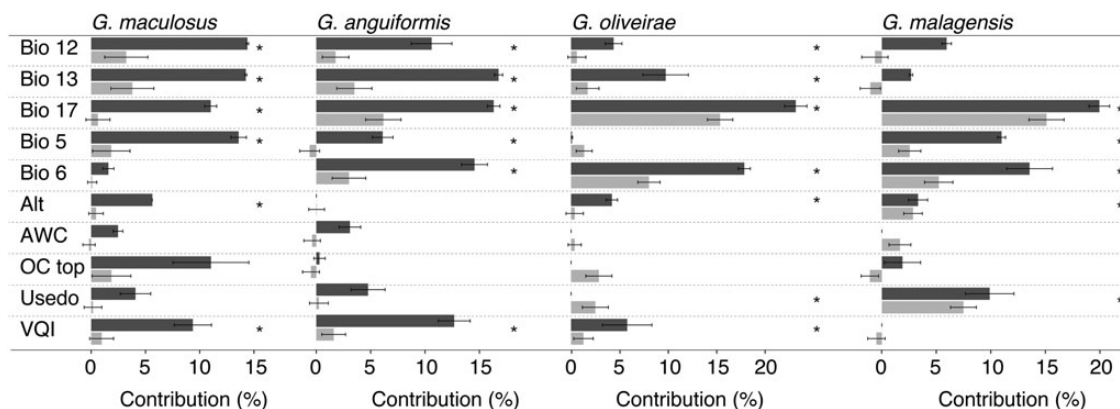 G. maculosus G. anguiformis G. oliveirae G. malagensis
Bio 12 * * *
Bio 13 * * *
Bio 17 * * * *
Bio 5 * * *
Bio 6 * * *
Alt * * *
AWC
OC top
Usedo * *
VQI * * *
0 5 10 15 0 5 10 15 0 5 10 15 23 0 5 10 15 20
Contribution (%) Contribution (%) Contribution (%) Contribution (%)